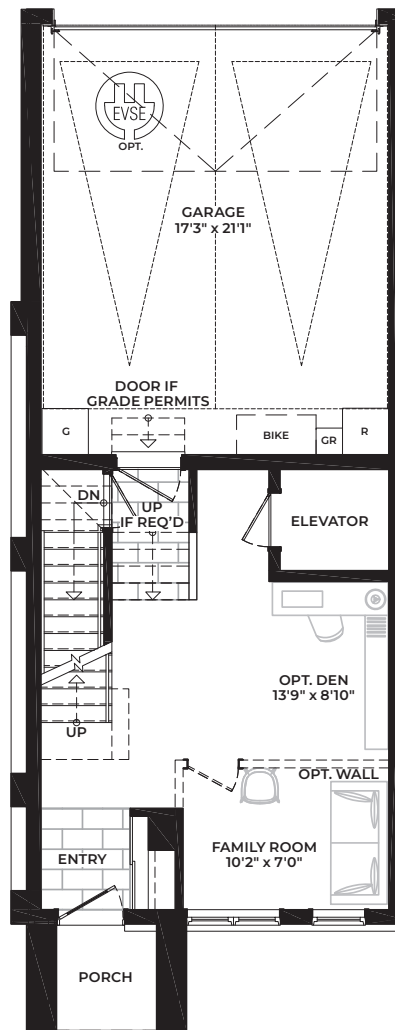 EVSE
OPT.
GARAGE
17'3" x 21'1"
DOOR IF
GRADE PERMITS
G
BIKE
GR
R
DN
UP
IF REQ'D
ELEVATOR
OPT. DEN
13'9" x 8'10"
UP
OPT. WALL
FAMILY ROOM
10'2" x 7'0"
ENTRY
PORCH